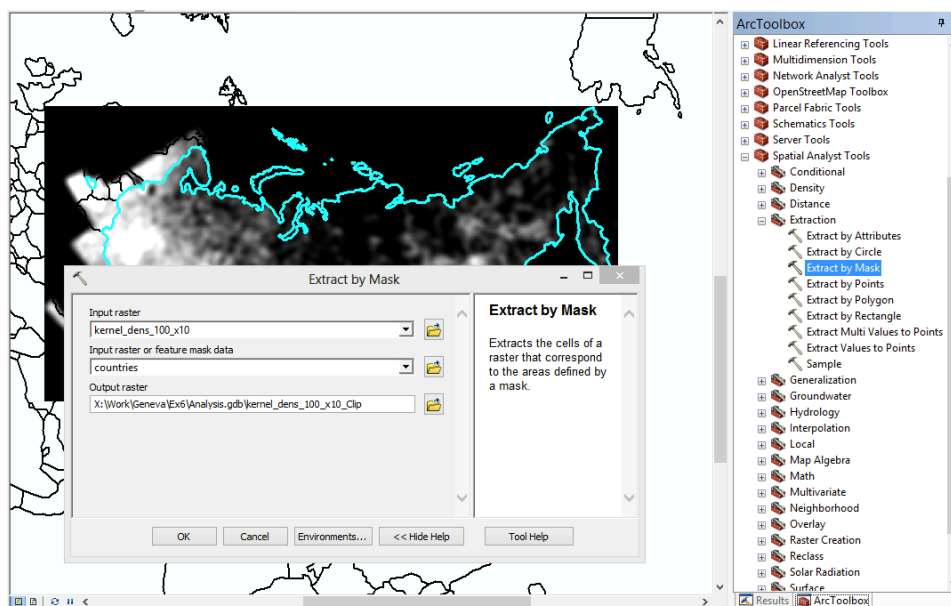 ArcToolbox
Linear Referencing Tools
Multidimension Tools
Network Analyst Tools
OpenStreetMap Toolbox
Parcel Fabric Tools
Schematics Tools
Server Tools
Spatial Analyst Tools
Conditional
Density
Distance
Extraction
Extract by Attributes
Extract by Circle
Extract by Mask
Extract by Points
Extract by Polygon
Extract by Rectangle
Extract Multi Values to Points
Extract Values to Points
Sample
Generalization
Groundwater
Hydrology
Interpolation
Local
Map Algebra
Math
Multivariate
Neighborhood
Overlay
Raster Creation
Reclass
Solar Radiation
Surface
Results ArcToolbox
Extract by Mask
Input raster
kernel_dens_100_x10
Input raster or feature mask data
countries
Output raster
X:\Work\Geneva\Ex6\Analysis.gdb\kernel_dens_100_x10_Clip
Extract by Mask
Extracts the cells of a
raster that correspond
to the areas defined by
a mask.
OK Cancel Environments... << Hide Help Tool Help